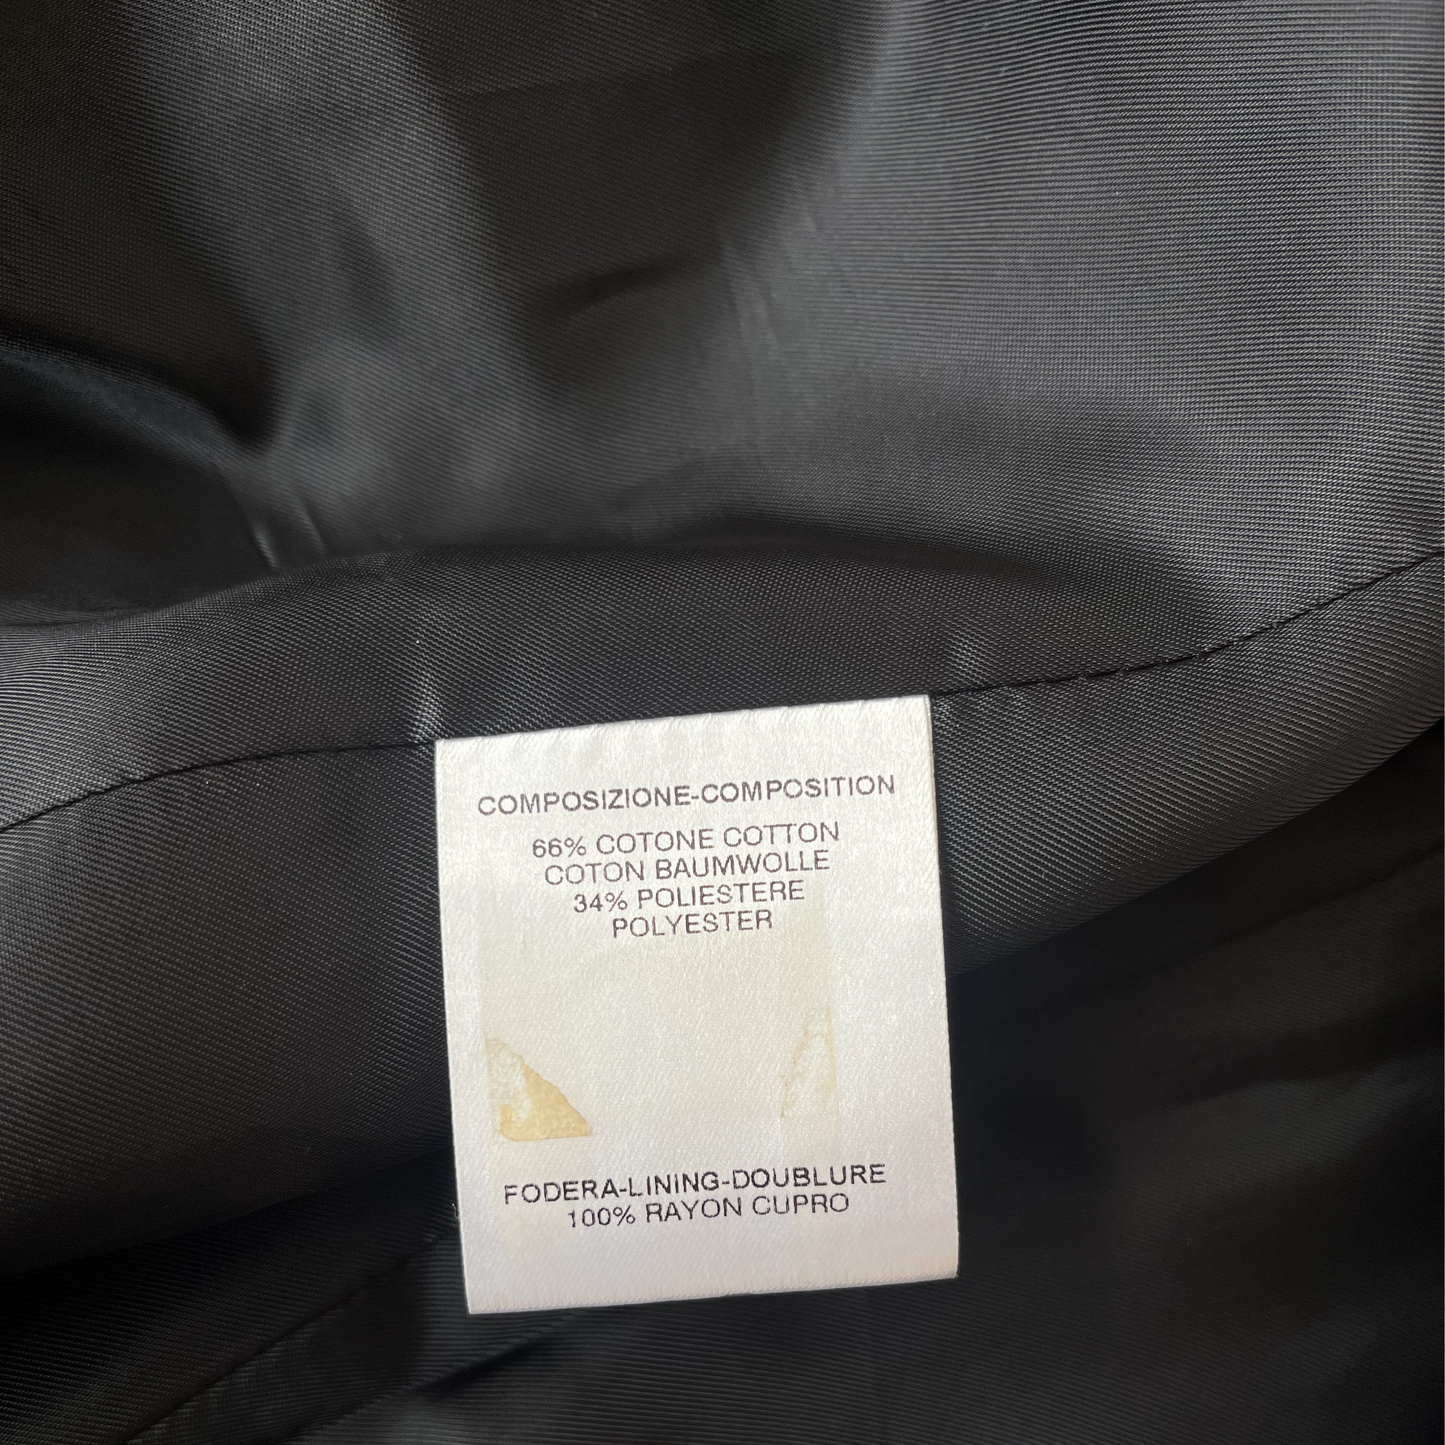 COMPOSIZIONE-COMPOSITION
66% COTONE COTTON
COTON BAUMWOLLE
34% POLIESTERE
POLYESTER
FODERA-LINING-DOUBLURE
100% RAYON CUPRO